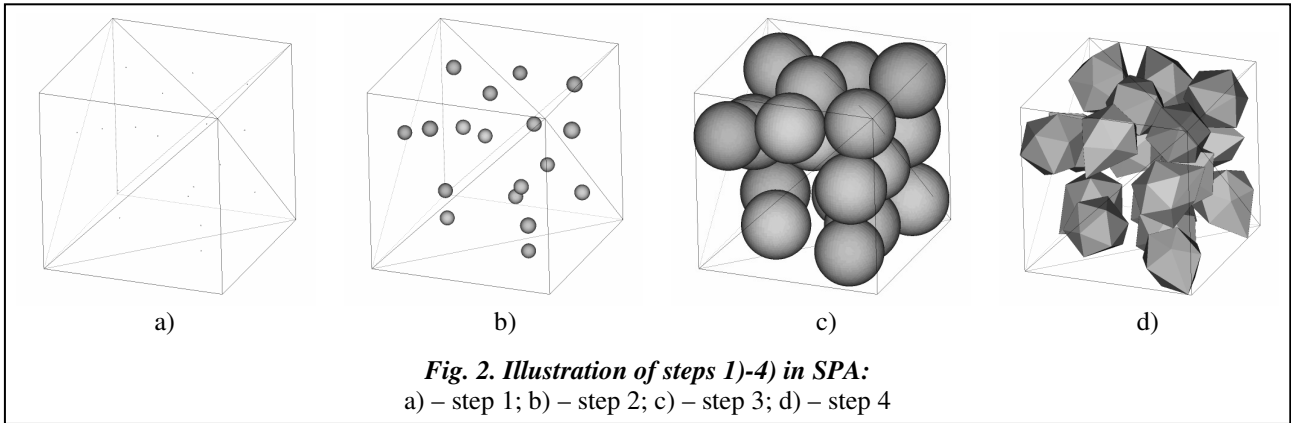 a) b) c) d)
Fig. 2. Illustration of steps 1)-4) in SPA:
a) – step 1; b) – step 2; c) – step 3; d) – step 4